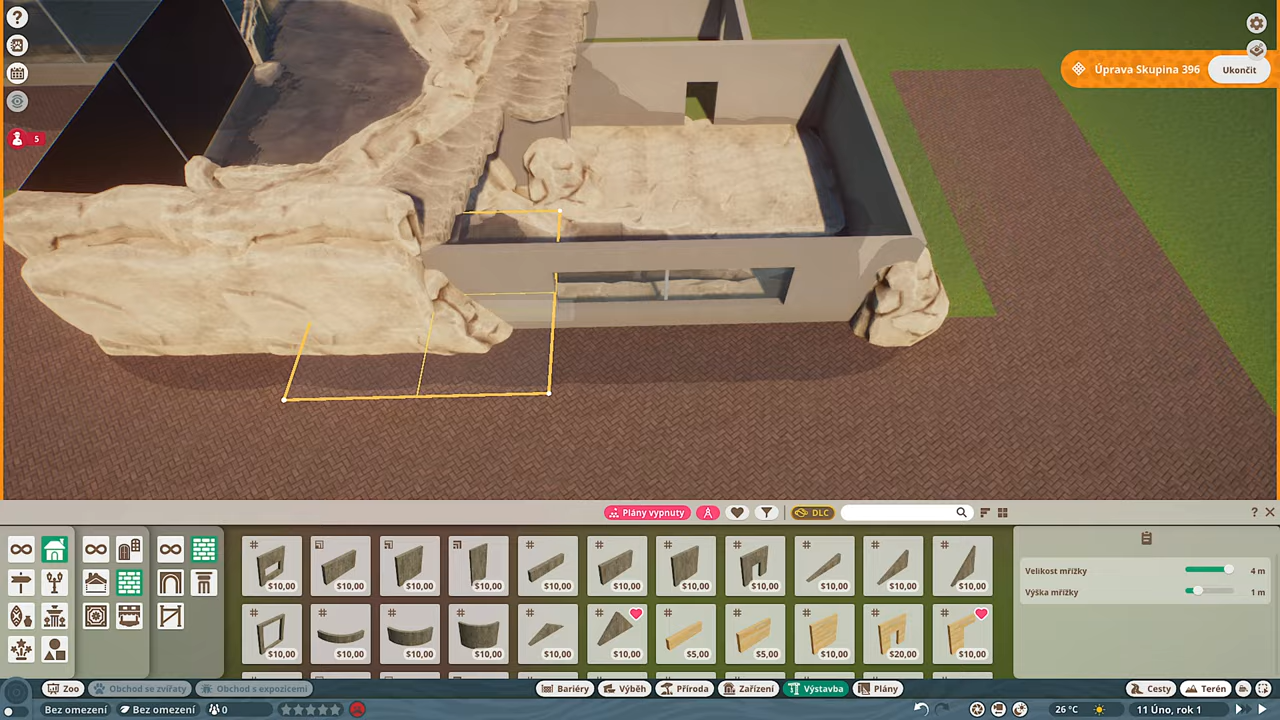 ?
Úprava Skupina 396
Ukončit
5
Plány vypnuty
DLC
?
$10,00 $10,00 $10,00 $10,00 $10,00 $10,00 $10,00 $10,00 $10,00 $10,00 $10,00
$10,00 $10,00 $10,00 $10,00 $10,00 $10,00 $5,00 $5,00 $10,00 $20,00 $10,00
Velikost mřížky 4 m
Výška mřížky 1 m
Zoo Obchod se zvířaty Obchod s expozicemi Bariéry Výběh Příroda Zařízení Výstavba Plány Cesty Terén
Bez omezení Bez omezení 0 26 °C 11 Úno, rok 1